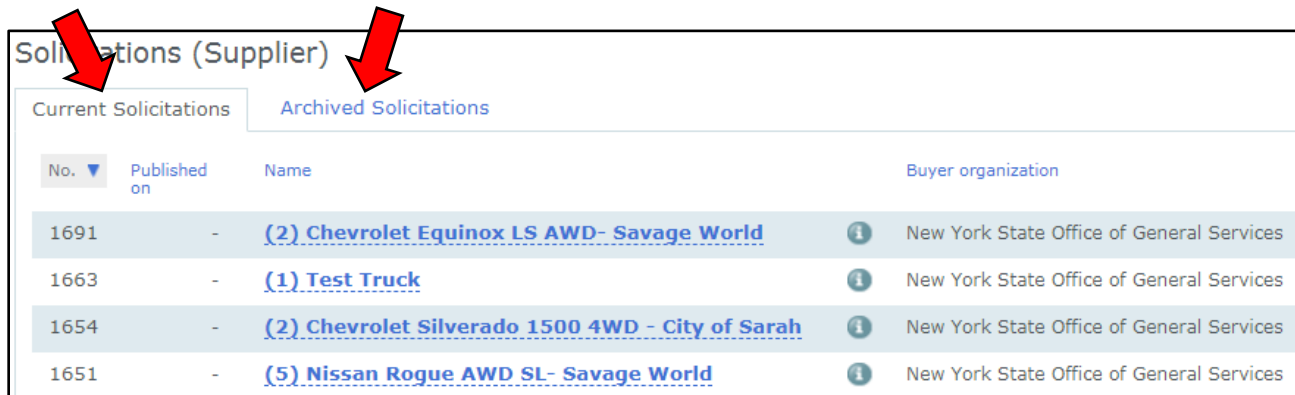 Solicitations (Supplier)
Current Solicitations Archived Solicitations
No. ▼ Published on Name Buyer organization
1691 - (2) Chevrolet Equinox LS AWD- Savage World New York State Office of General Services
1663 - (1) Test Truck New York State Office of General Services
1654 - (2) Chevrolet Silverado 1500 4WD - City of Sarah New York State Office of General Services
1651 - (5) Nissan Rogue AWD SL- Savage World New York State Office of General Services